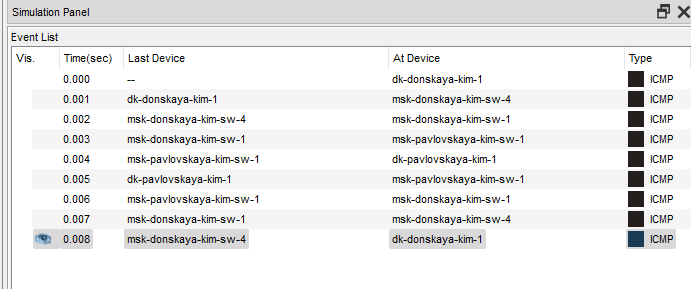 Simulation Panel
Event List
Vis. Time(sec) Last Device At Device Type
0.000 -- dk-donskaya-kim-1 ICMP
0.001 dk-donskaya-kim-1 msk-donskaya-kim-sw-4 ICMP
0.002 msk-donskaya-kim-sw-4 msk-donskaya-kim-sw-1 ICMP
0.003 msk-donskaya-kim-sw-1 msk-pavlovskaya-kim-sw-1 ICMP
0.004 msk-pavlovskaya-kim-sw-1 dk-pavlovskaya-kim-1 ICMP
0.005 dk-pavlovskaya-kim-1 msk-pavlovskaya-kim-sw-1 ICMP
0.006 msk-pavlovskaya-kim-sw-1 msk-donskaya-kim-sw-1 ICMP
0.007 msk-donskaya-kim-sw-1 msk-donskaya-kim-sw-4 ICMP
0.008 msk-donskaya-kim-sw-4 dk-donskaya-kim-1 ICMP